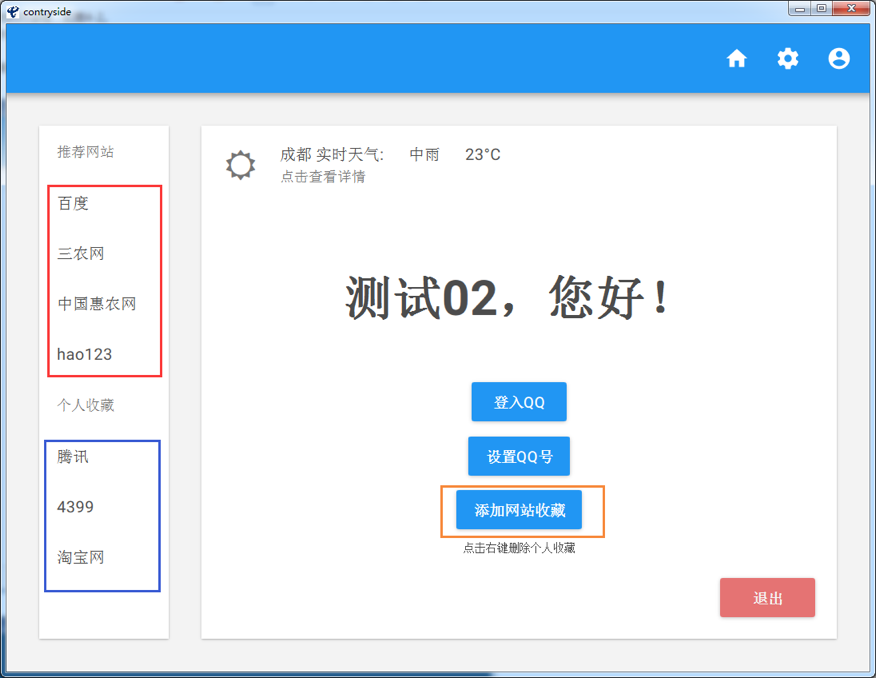 contryside
推荐网站
百度
三农网
中国惠农网
hao123
个人收藏
腾讯
4399
淘宝网
成都 实时天气: 中雨 23°C
点击查看详情
测试02，您好！
登入QQ
设置QQ号
添加网站收藏
点击右键删除个人收藏
退出